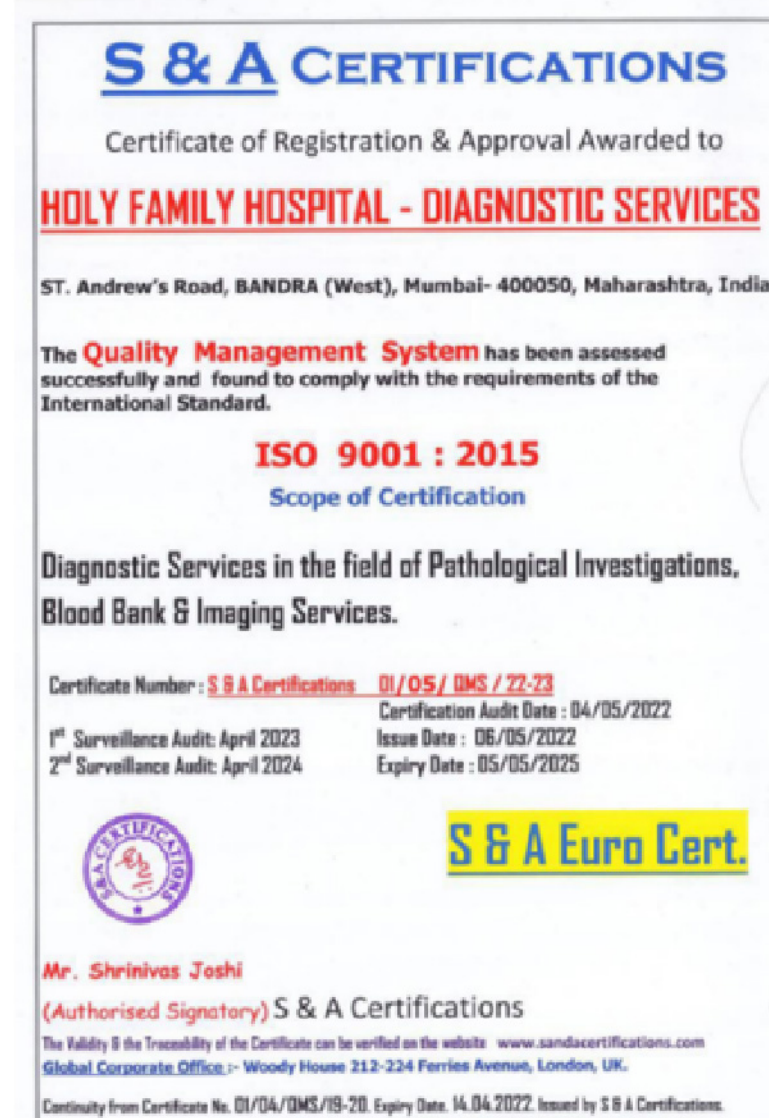 S & A CERTIFICATIONS
Certificate of Registration & Approval Awarded to
HOLY FAMILY HOSPITAL - DIAGNOSTIC SERVICES
ST. Andrew's Road, BANDRA (West), Mumbai- 400050, Maharashtra, India
The Quality Management System has been assessed
successfully and found to comply with the requirements of the
International Standard.
ISO 9001 : 2015
Scope of Certification
Diagnostic Services in the field of Pathological Investigations,
Blood Bank & Imaging Services.
Certificate Number : S & A Certifications 01/05/ QMS / 22-23
Certification Audit Date : 04/05/2022
1st Surveillance Audit: April 2023 Issue Date : 06/05/2022
2nd Surveillance Audit: April 2024 Expiry Date : 05/05/2025
S&A CERTIFICATIONS
S & A Euro Cert.
Mr. Shrinivas Joshi
(Authorised Signatory) S & A Certifications
The Validity & the Traceability of the Certificate can be verified on the website www.sandacertifications.com
Global Corporate Office :- Woody House 212-224 Ferries Avenue, London, UK.
Continuity from Certificate No. 01/04/QMS/19-20. Expiry Date. 14.04.2022. Issued by S & A Certifications.